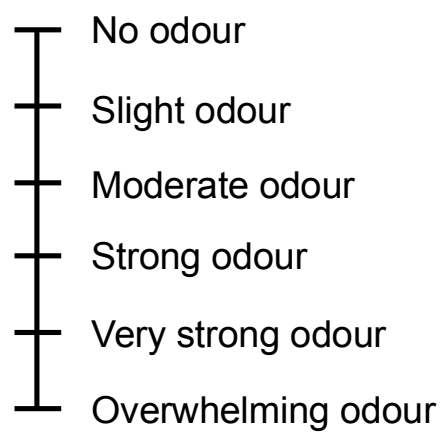 No odour
Slight odour
Moderate odour
Strong odour
Very strong odour
Overwhelming odour